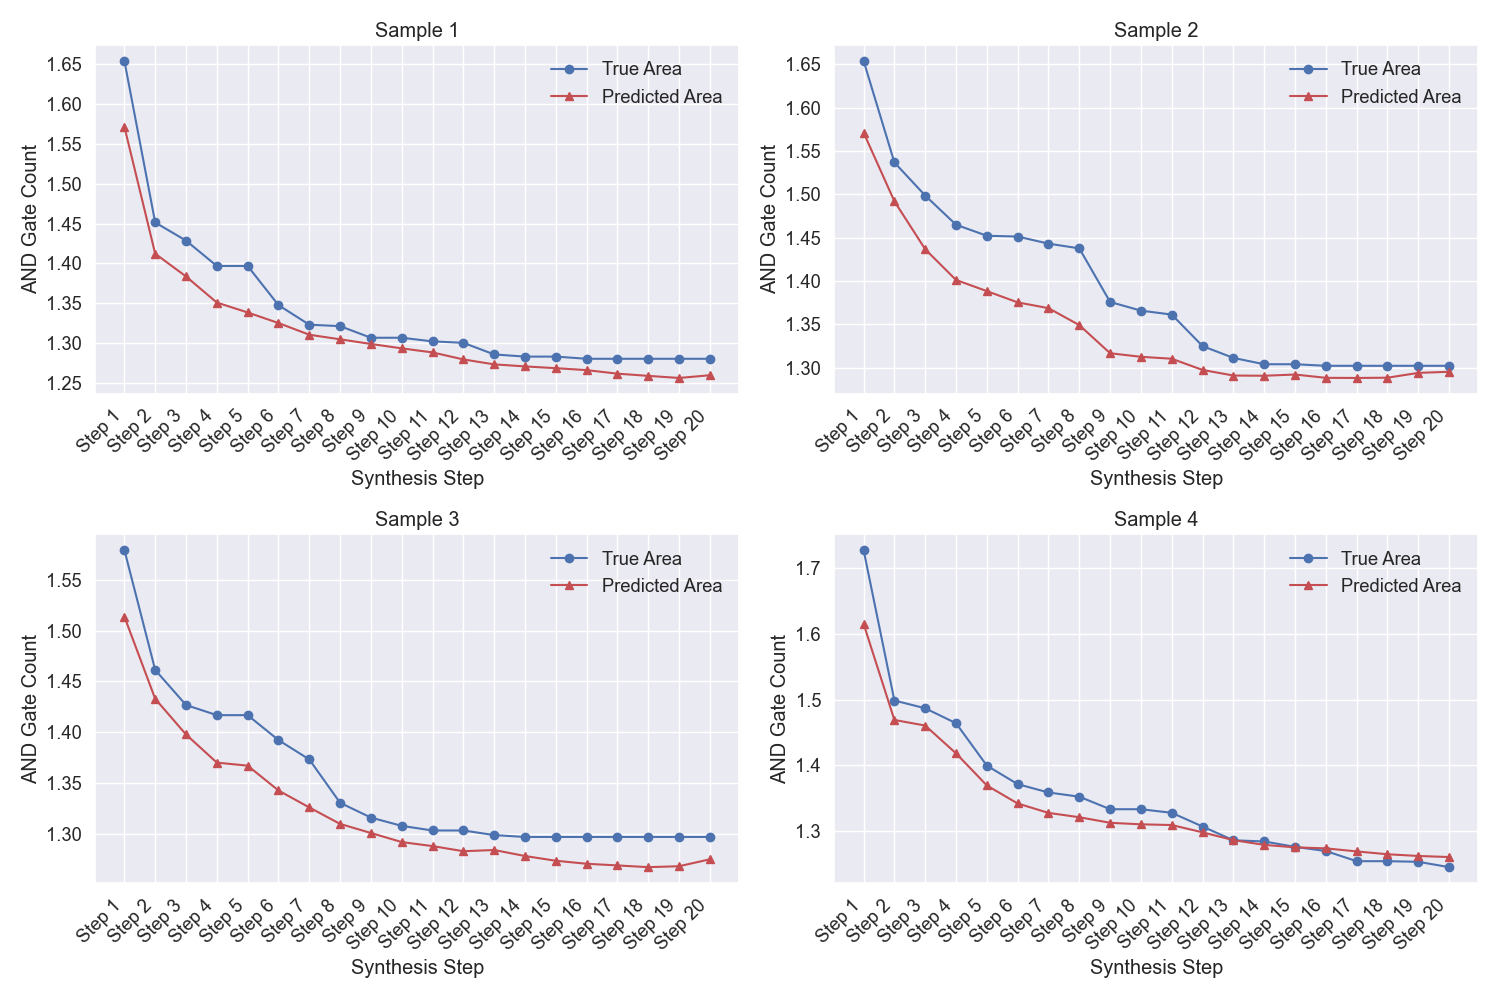 Sample 1
True Area
Predicted Area
AND Gate Count
1.65
1.60
1.55
1.50
1.45
1.40
1.35
1.30
1.25
Step 1
Step 2
Step 3
Step 4
Step 5
Step 6
Step 7
Step 8
Step 9
Step 10
Step 11
Step 12
Step 13
Step 14
Step 15
Step 16
Step 17
Step 18
Step 19
Step 20
Synthesis Step
Sample 2
True Area
Predicted Area
AND Gate Count
1.65
1.60
1.55
1.50
1.45
1.40
1.35
1.30
Step 1
Step 2
Step 3
Step 4
Step 5
Step 6
Step 7
Step 8
Step 9
Step 10
Step 11
Step 12
Step 13
Step 14
Step 15
Step 16
Step 17
Step 18
Step 19
Step 20
Synthesis Step
Sample 3
True Area
Predicted Area
AND Gate Count
1.55
1.50
1.45
1.40
1.35
1.30
Step 1
Step 2
Step 3
Step 4
Step 5
Step 6
Step 7
Step 8
Step 9
Step 10
Step 11
Step 12
Step 13
Step 14
Step 15
Step 16
Step 17
Step 18
Step 19
Step 20
Synthesis Step
Sample 4
True Area
Predicted Area
AND Gate Count
1.7
1.6
1.5
1.4
1.3
Step 1
Step 2
Step 3
Step 4
Step 5
Step 6
Step 7
Step 8
Step 9
Step 10
Step 11
Step 12
Step 13
Step 14
Step 15
Step 16
Step 17
Step 18
Step 19
Step 20
Synthesis Step